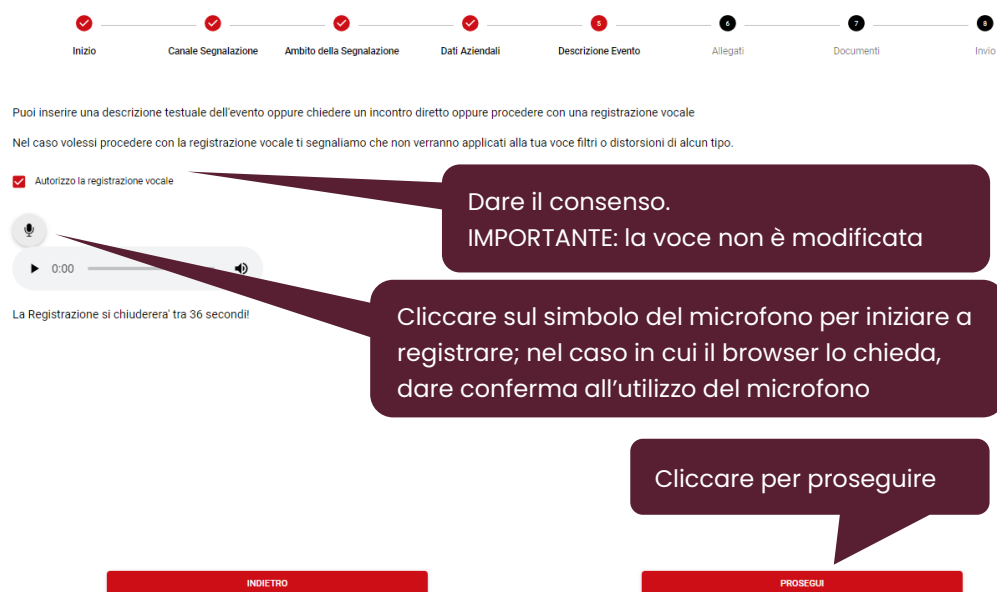 5 6 7 8
Inizio Canale Segnalazione Ambito della Segnalazione Dati Aziendali Descrizione Evento Allegati Documenti Invio
Puoi inserire una descrizione testuale dell'evento oppure chiedere un incontro diretto oppure procedere con una registrazione vocale
Nel caso volessi procedere con la registrazione vocale ti segnaliamo che non verranno applicati alla tua voce filtri o distorsioni di alcun tipo.
Autorizzo la registrazione vocale
Dare il consenso.
IMPORTANTE: la voce non è modificata
0:00
La Registrazione si chiuderera' tra 36 secondi!
Cliccare sul simbolo del microfono per iniziare a
registrare; nel caso in cui il browser lo chieda,
dare conferma all'utilizzo del microfono
Cliccare per proseguire
INDIETRO PROSEGUI